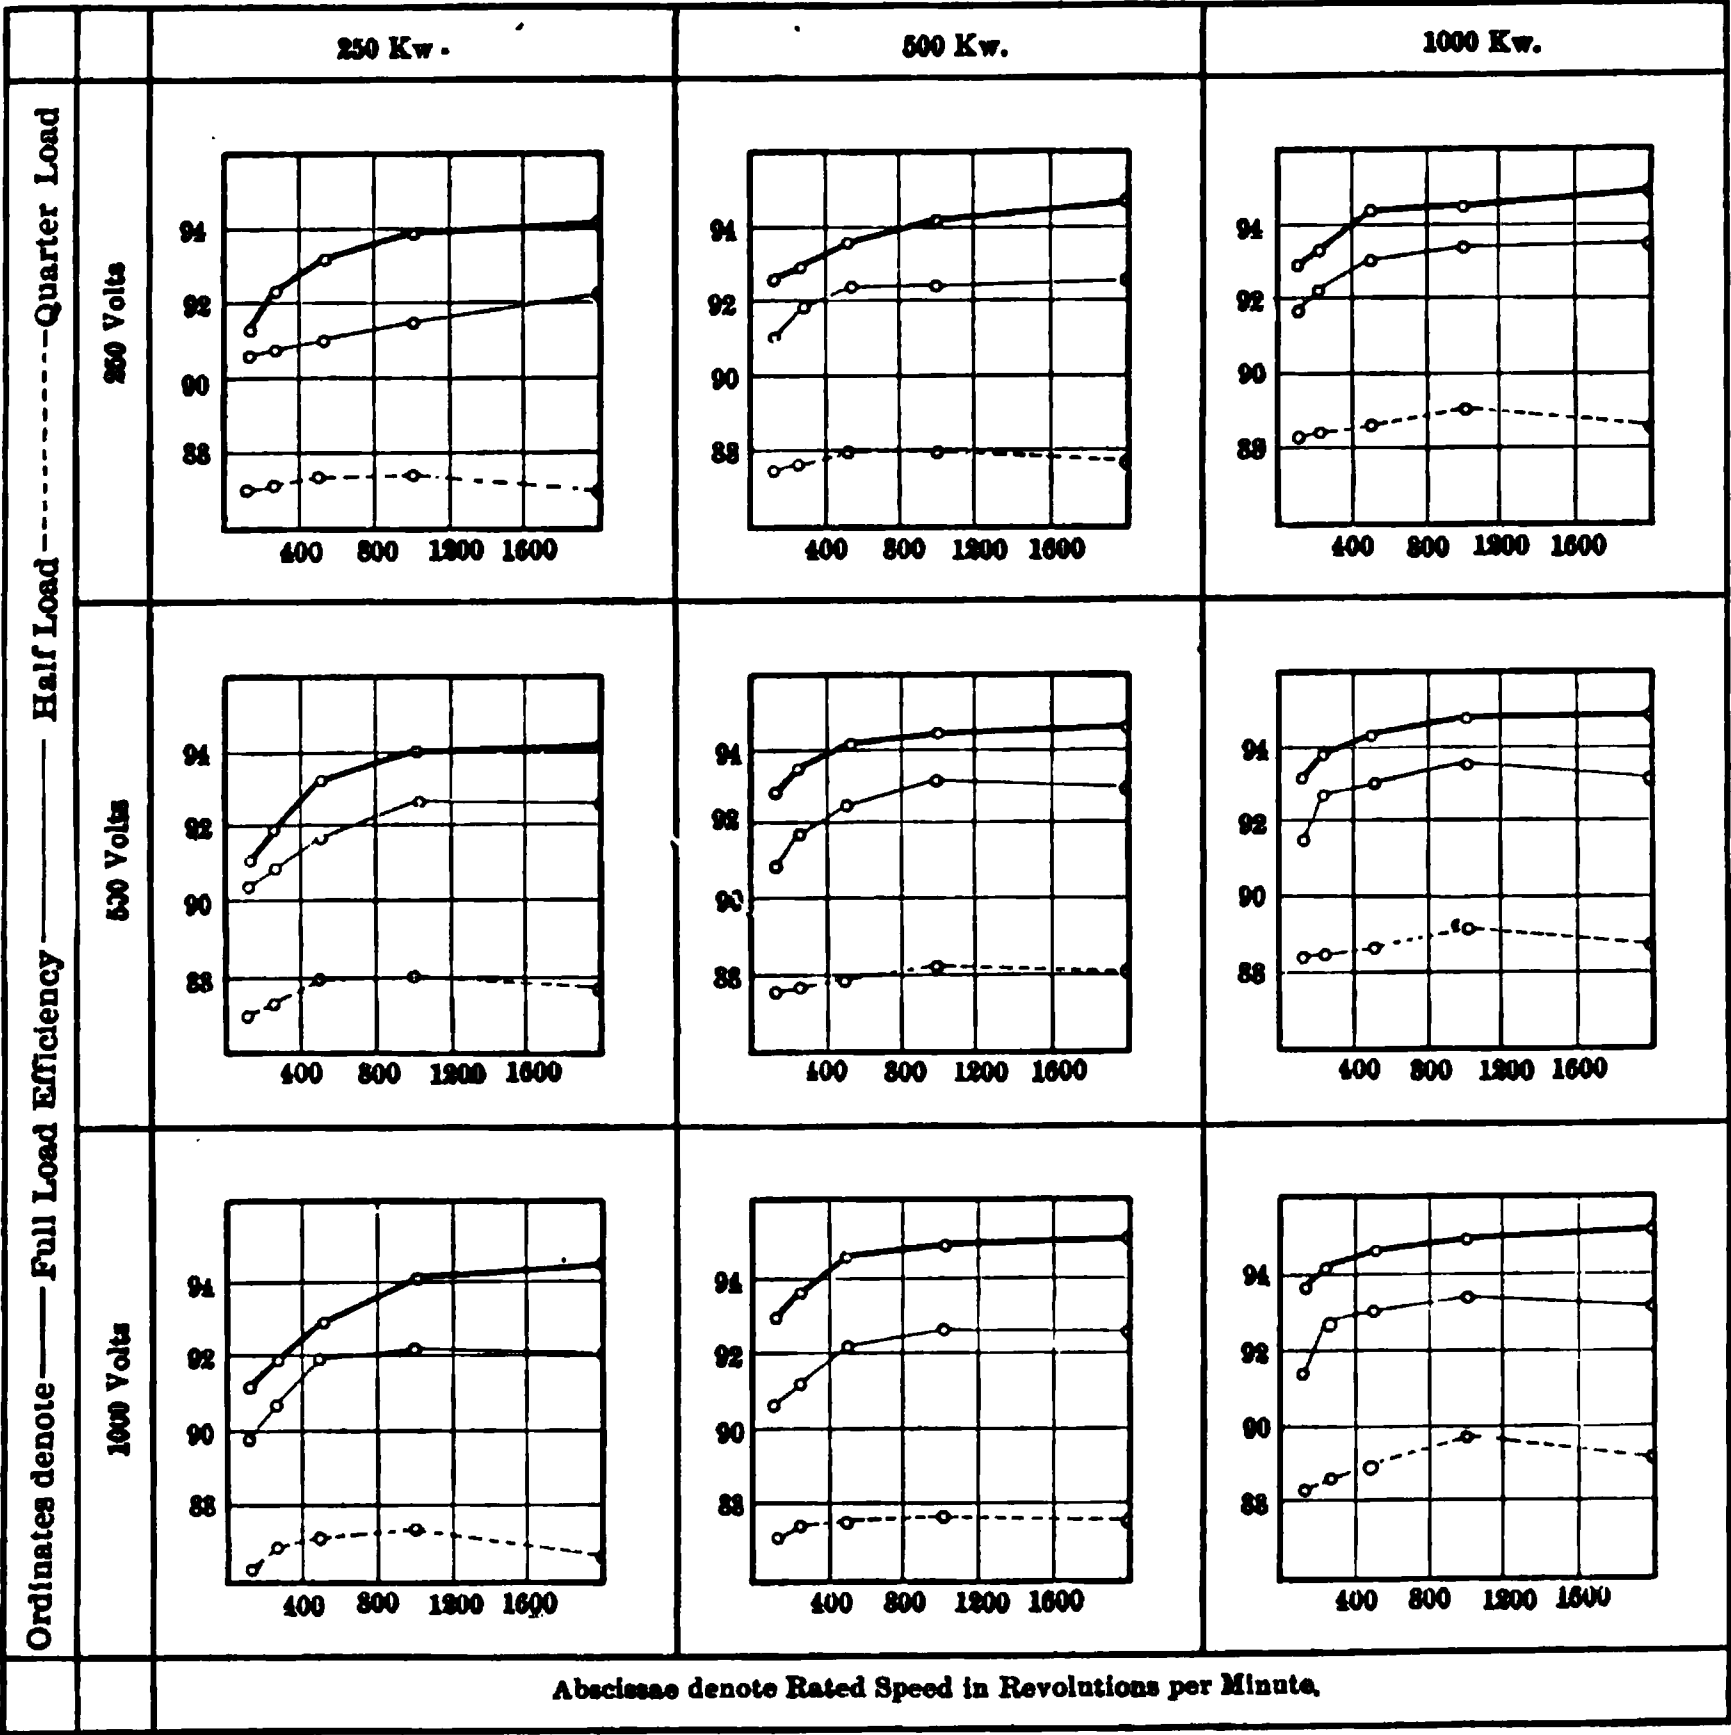 250 Kw.
500 Kw.
1000 Kw.
Ordinates denote Full Load Efficiency Half Load Quarter Load
250 Volts
94
92
90
88
400 800 1200 1600
94
92
90
88
400 800 1200 1600
94
92
90
88
400 800 1200 1600
500 Volts
94
92
90
88
400 800 1200 1600
94
92
90
88
400 800 1200 1600
94
92
90
88
400 800 1200 1600
1000 Volts
94
92
90
88
400 800 1200 1600
94
92
90
88
400 800 1200 1600
94
92
90
88
400 800 1200 1600
Abscissae denote Rated Speed in Revolutions per Minute.